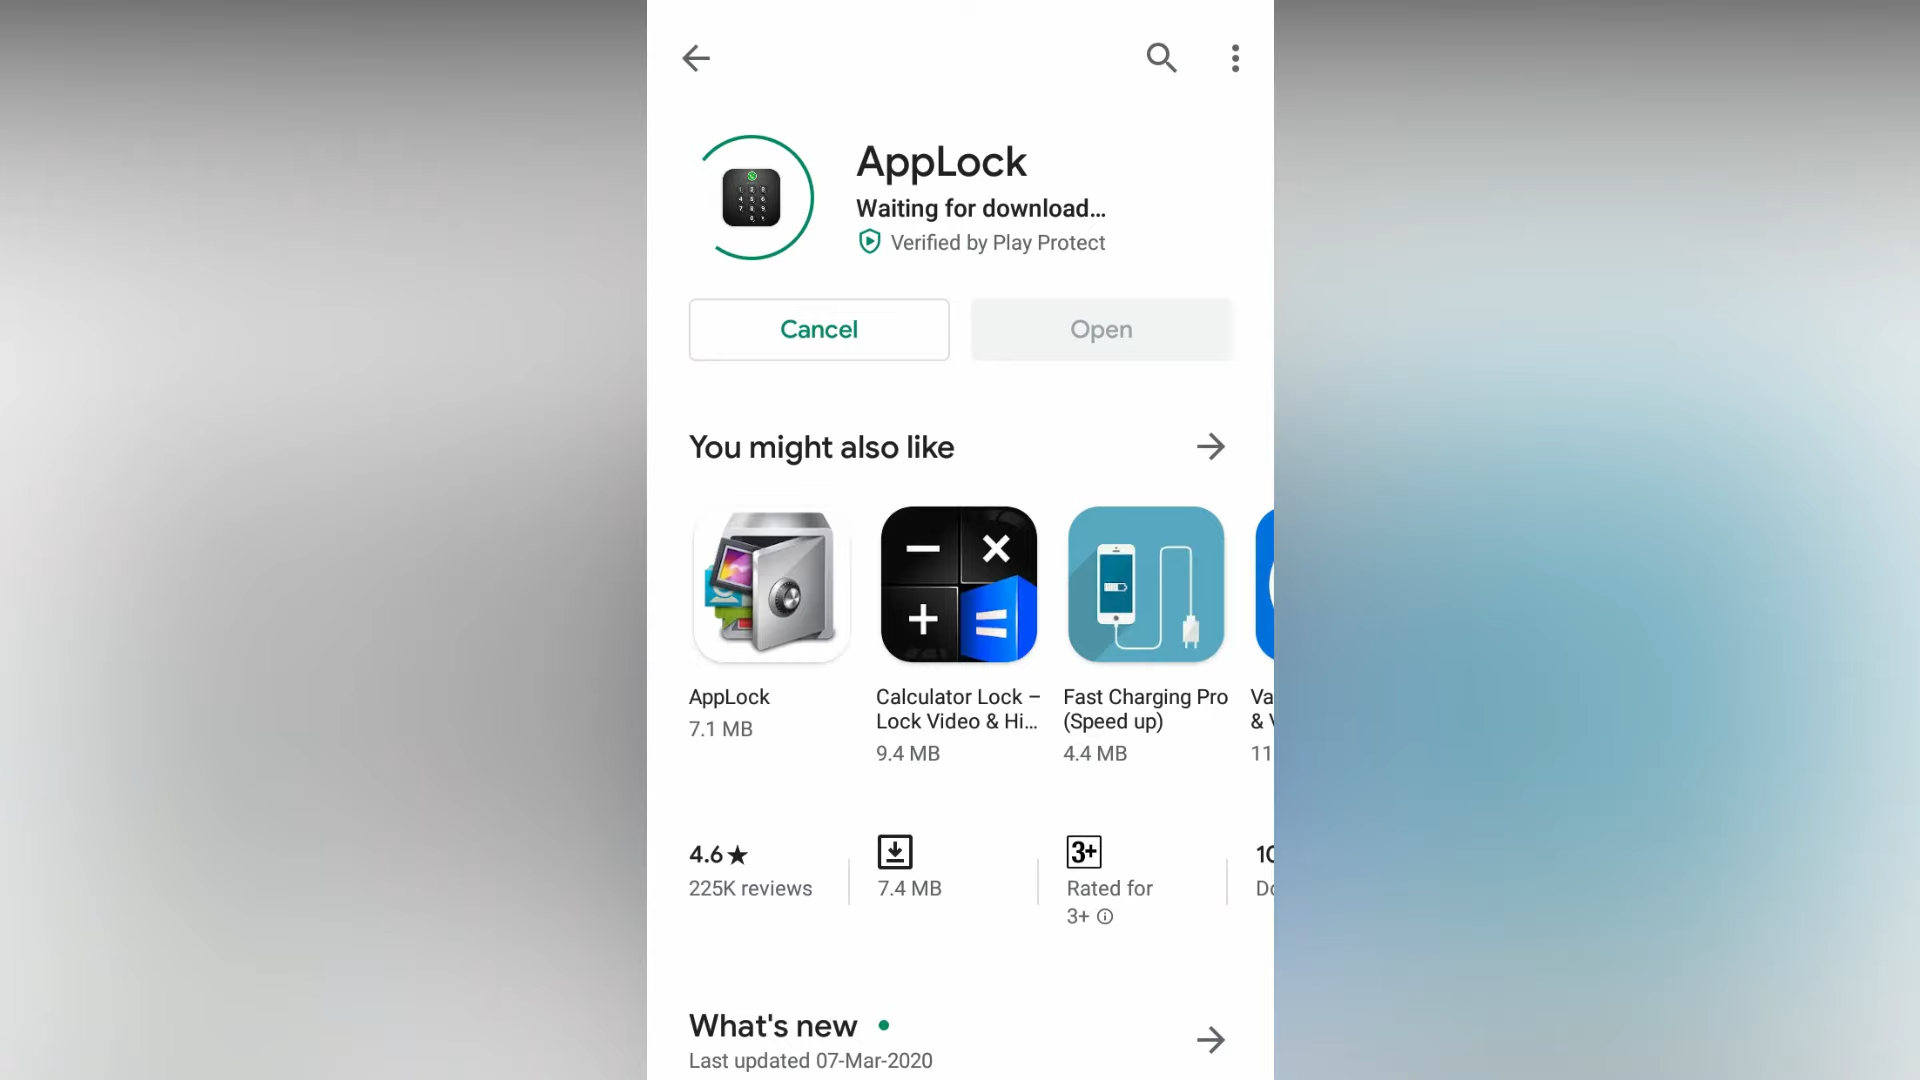 AppLock
Waiting for download...
Verified by Play Protect
Cancel
Open
You might also like
AppLock
7.1 MB
Calculator Lock –
Lock Video & Hi...
9.4 MB
Fast Charging Pro
(Speed up)
4.4 MB
Va
& V
11
4.6★
225K reviews
7.4 MB
3+
Rated for
3+
10
Do
What's new
Last updated 07-Mar-2020